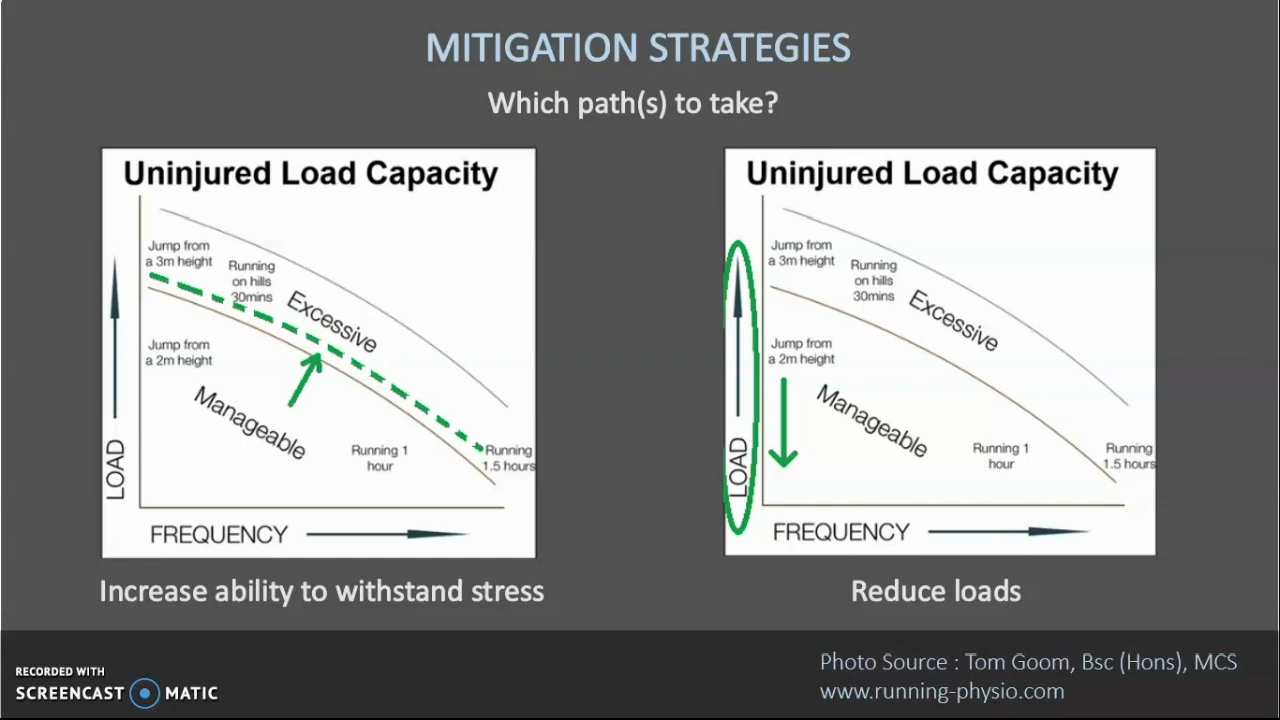 MITIGATION STRATEGIES
Which path(s) to take?
Uninjured Load Capacity
Jump from
a 3m height
Running
on hills
30mins
Excessive
Jump from
a 2m height
Manageable
Running 1
hour
Running
1.5 hours
LOAD
FREQUENCY
Increase ability to withstand stress
Uninjured Load Capacity
Jump from
a 3m height
Running
on hills
30mins
Excessive
Jump from
a 2m height
Manageable
Running 1
hour
Running
1.5 hours
LOAD
FREQUENCY
Reduce loads
RECORDED WITH
SCREENCAST MATIC
Photo Source : Tom Goom, Bsc (Hons), MCS
www.running-physio.com